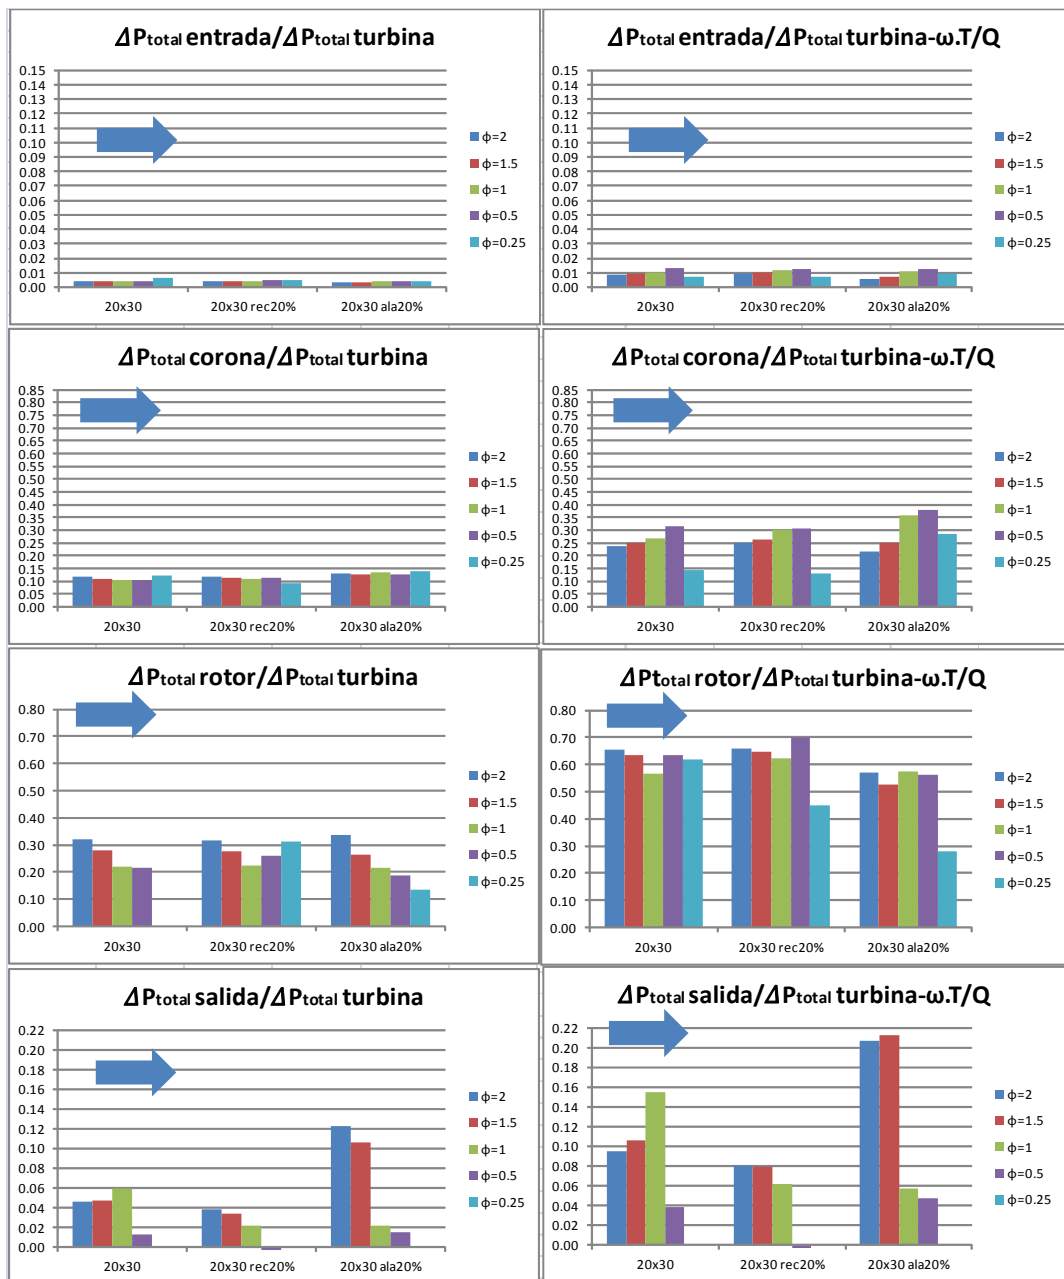 ΔPtotal entrada/ΔPtotal turbina
0.15
0.14
0.13
0.12
0.11
0.10
0.09
0.08
0.07
0.06
0.05
0.04
0.03
0.02
0.01
0.00
20x30 20x30 rec20% 20x30 ala20%
ϕ=2
ϕ=1.5
ϕ=1
ϕ=0.5
ϕ=0.25
ΔPtotal entrada/ΔPtotal turbina-ω.T/Q
0.15
0.14
0.13
0.12
0.11
0.10
0.09
0.08
0.07
0.06
0.05
0.04
0.03
0.02
0.01
0.00
20x30 20x30 rec20% 20x30 ala20%
ϕ=2
ϕ=1.5
ϕ=1
ϕ=0.5
ϕ=0.25
ΔPtotal corona/ΔPtotal turbina
0.85
0.80
0.75
0.70
0.65
0.60
0.55
0.50
0.45
0.40
0.35
0.30
0.25
0.20
0.15
0.10
0.05
0.00
20x30 20x30 rec20% 20x30 ala20%
ϕ=2
ϕ=1.5
ϕ=1
ϕ=0.5
ϕ=0.25
ΔPtotal corona/ΔPtotal turbina-ω.T/Q
0.85
0.80
0.75
0.70
0.65
0.60
0.55
0.50
0.45
0.40
0.35
0.30
0.25
0.20
0.15
0.10
0.05
0.00
20x30 20x30 rec20% 20x30 ala20%
ϕ=2
ϕ=1.5
ϕ=1
ϕ=0.5
ϕ=0.25
ΔPtotal rotor/ΔPtotal turbina
0.80
0.70
0.60
0.50
0.40
0.30
0.20
0.10
0.00
20x30 20x30 rec20% 20x30 ala20%
ϕ=2
ϕ=1.5
ϕ=1
ϕ=0.5
ϕ=0.25
ΔPtotal rotor/ΔPtotal turbina-ω.T/Q
0.80
0.70
0.60
0.50
0.40
0.30
0.20
0.10
0.00
20x30 20x30 rec20% 20x30 ala20%
ϕ=2
ϕ=1.5
ϕ=1
ϕ=0.5
ϕ=0.25
ΔPtotal salida/ΔPtotal turbina
0.22
0.20
0.18
0.16
0.14
0.12
0.10
0.08
0.06
0.04
0.02
0.00
20x30 20x30 rec20% 20x30 ala20%
ϕ=2
ϕ=1.5
ϕ=1
ϕ=0.5
ϕ=0.25
ΔPtotal salida/ΔPtotal turbina-ω.T/Q
0.22
0.20
0.18
0.16
0.14
0.12
0.10
0.08
0.06
0.04
0.02
0.00
20x30 20x30 rec20% 20x30 ala20%
ϕ=2
ϕ=1.5
ϕ=1
ϕ=0.5
ϕ=0.25